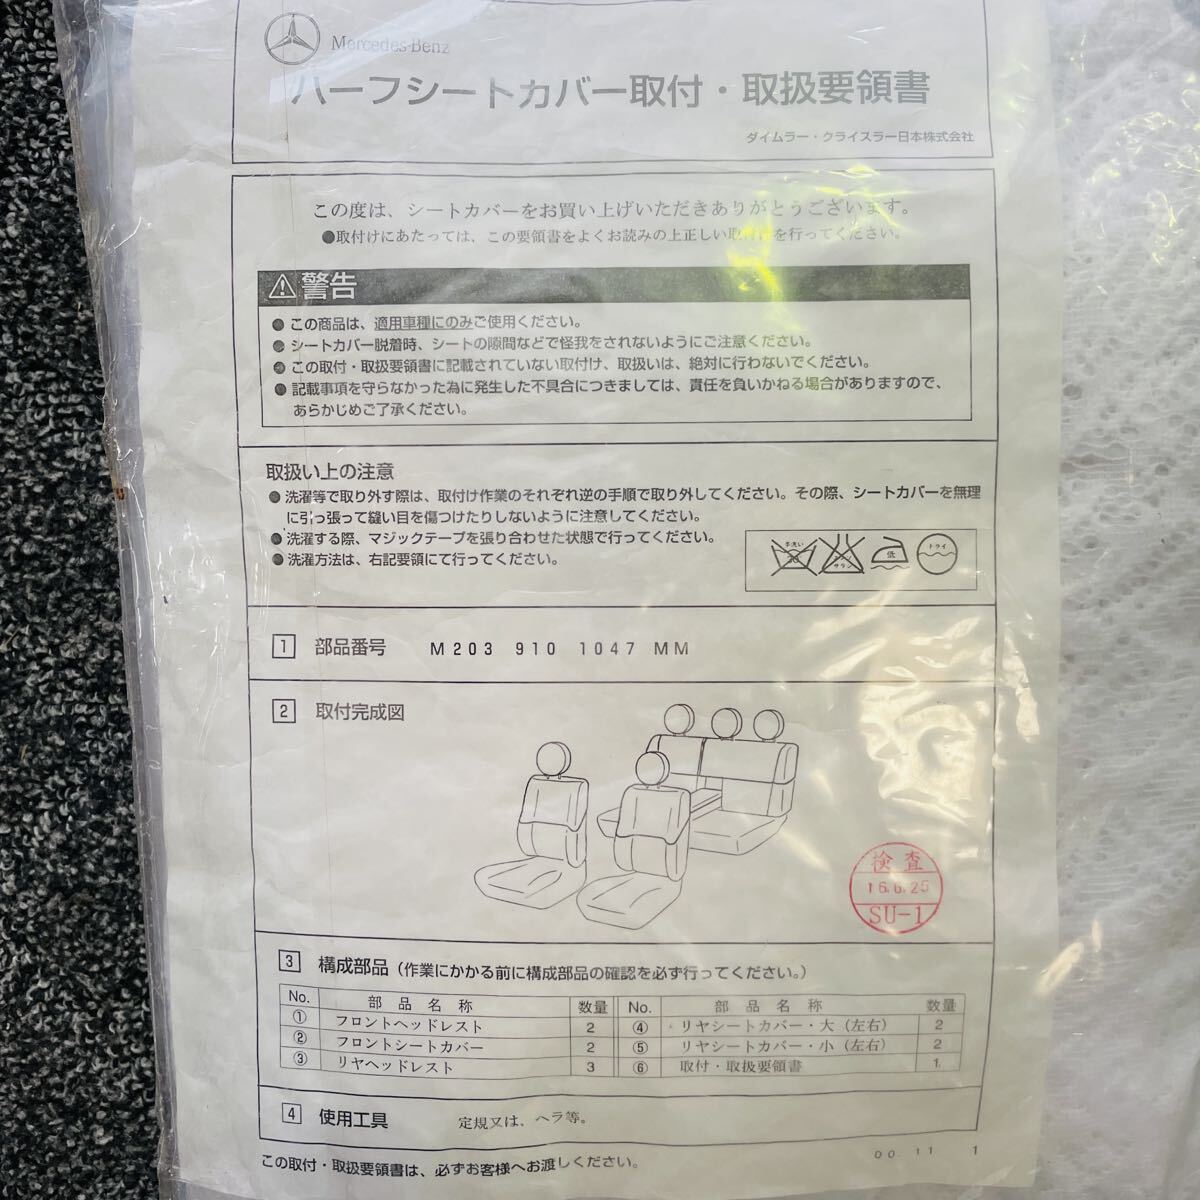 Mercedes-Benz
ハーフシートカバー取付・取扱要領書
ダイムラー・クライスラー日本株式会社
この度は、シートカバーをお買い上げいただきありがとうございます。
●取付けにあたっては、この要領書をよくお読みの上正しい取付けを行ってください。
警告
● この商品は、適用車種にのみご使用ください。
● シートカバー脱着時、シートの隙間などで怪我をされないようにご注意ください。
● この取付・取扱要領書に記載されていない取付け、取扱いは、絶対に行わないでください。
● 記載事項を守らなかった為に発生した不具合につきましては、責任を負いかねる場合がありますので、
あらかじめご了承ください。
取扱い上の注意
● 洗濯等で取り外す際は、取付け作業のそれぞれ逆の手順で取り外してください。その際、シートカバーを無理
に引っ張って縫い目を傷つけたりしないように注意してください。
● 洗濯する際、マジックテープを張り合わせた状態で行ってください。
● 洗濯方法は、右記要領にて行ってください。
手洗い
サラシ
低
ドライ
1 部品番号 M203 910 1047 MM
2 取付完成図
検査
16.6.25
SU-1
3 構成部品（作業にかかる前に構成部品の確認を必ず行ってください。）
No. 部品名称 数量 No. 部品名称 数量
① フロントヘッドレスト 2 ④ リヤシートカバー・大（左右） 2
② フロントシートカバー 2 ⑤ リヤシートカバー・小（左右） 2
③ リヤヘッドレスト 3 ⑥ 取付・取扱要領書 1
4 使用工具 定規又は、ヘラ等。
この取付・取扱要領書は、必ずお客様へお渡しください。
00.11 1